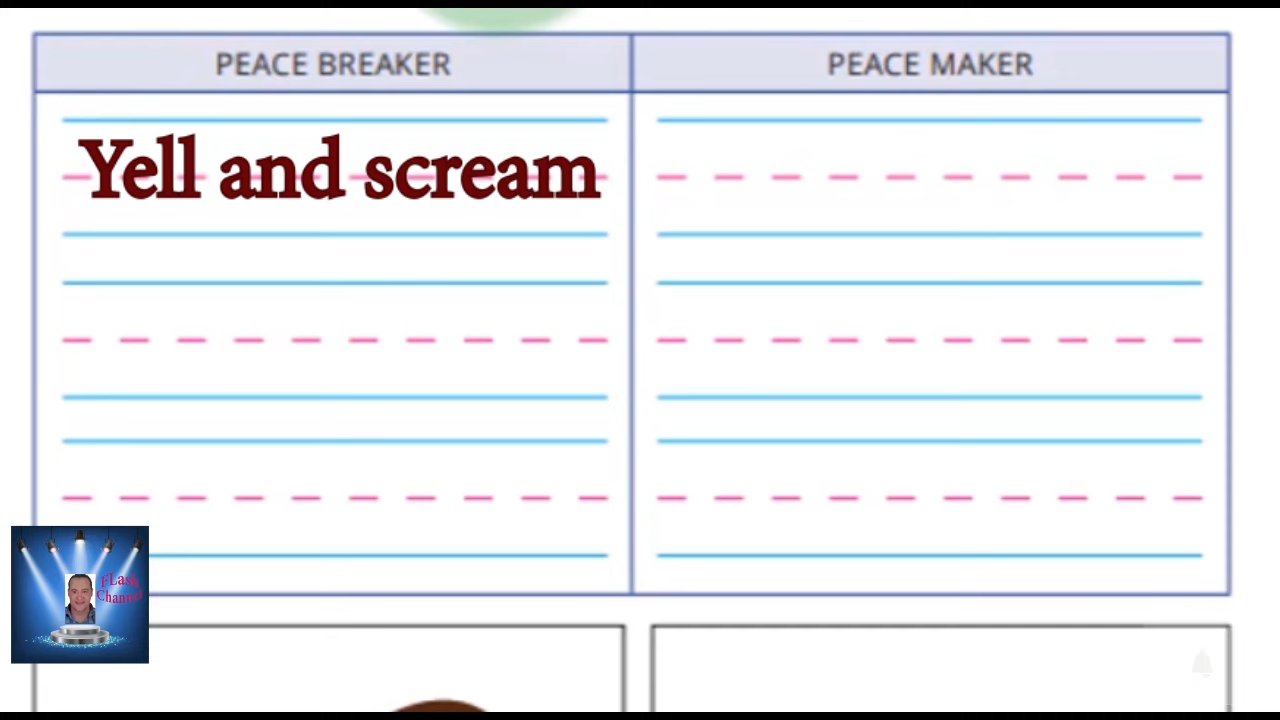 PEACE BREAKER
PEACE MAKER
Yell and scream
FLash
Channel